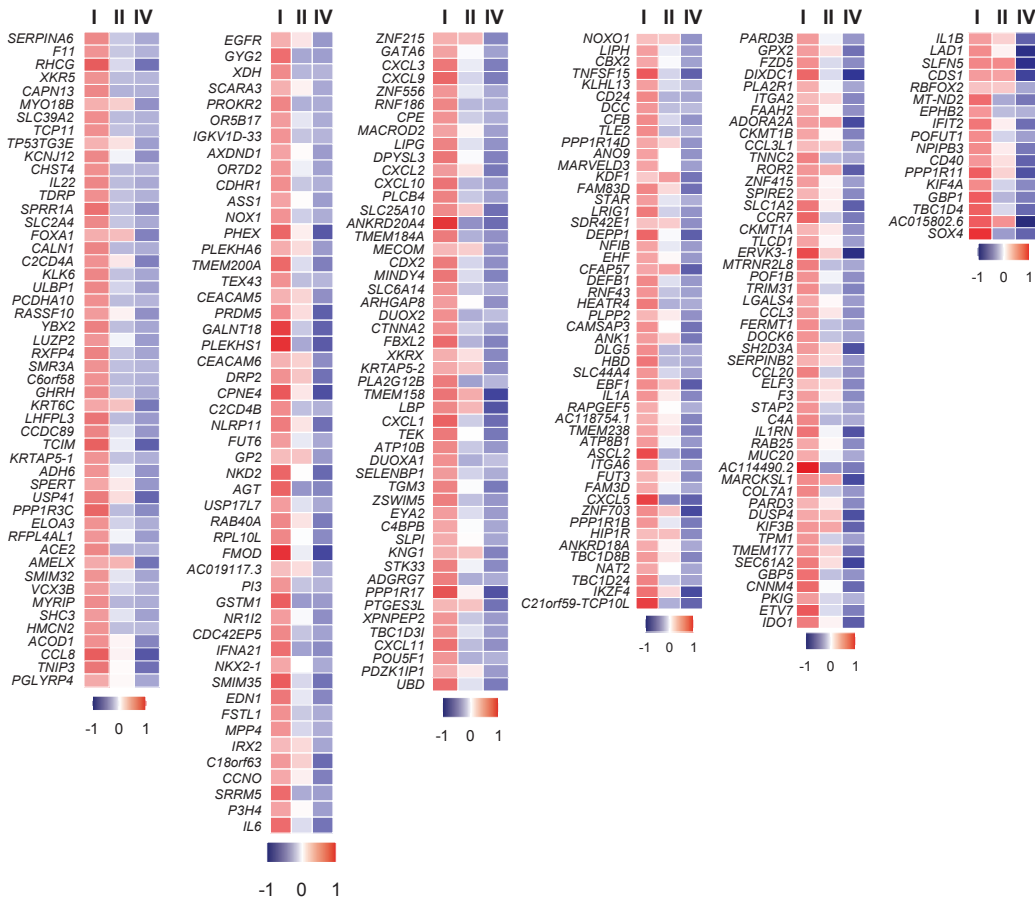 I II IV
SERPINA6
F11
RHCG
XKR5
CAPN13
MYO18B
SLC39A2
TCP11
TP53TG3E
KCNJ12
CHST4
IL22
TDRP
SPRR1A
SLC2A4
FOXA1
CALN1
C2CD4A
KLK6
ULBP1
PCDHA10
RASSF10
YBX2
LUZP2
RXFP4
SMR3A
C6orf58
GHRH
KRT6C
LHFPL3
CCDC89
TCIM
KRTAP5-1
ADH6
SPERT
USP41
PPP1R3C
ELOA3
RFPL4AL1
ACE2
AMELX
SMIM32
VCX3B
MYRIP
SHC3
HMCN2
ACOD1
CCL8
TNIP3
PGLYRP4
-1 0 1
I II IV
EGFR
GYG2
XDH
SCARA3
PROKR2
OR5B17
IGKV1D-33
AXDND1
OR7D2
CDHR1
ASS1
NOX1
PHEX
PLEKHA6
TMEM200A
TEX43
CEACAM5
PRDM5
GALNT18
PLEKHS1
CEACAM6
DRP2
CPNE4
C2CD4B
NLRP11
FUT6
GP2
NKD2
AGT
USP17L7
RAB40A
RPL10L
FMOD
AC019117.3
PI3
GSTM1
NR1I2
CDC42EP5
IFNA21
NKX2-1
SMIM35
EDN1
FSTL1
MPP4
IRX2
C18orf63
CCNO
SRRM5
P3H4
IL6
-1 0 1
I II IV
ZNF215
GATA6
CXCL3
CXCL9
ZNF556
RNF186
CPE
MACROD2
LIPG
DPYSL3
CXCL2
CXCL10
PLCB4
SLC25A10
ANKRD20A4
TMEM184A
MECOM
CDX2
MINDY4
SLC6A14
ARHGAP8
DUOX2
CTNNA2
FBXL2
XKRX
KRTAP5-2
PLA2G12B
TMEM158
LBP
CXCL1
TEK
ATP10B
DUOXA1
SELENBP1
TGM3
ZSWIM5
EYA2
C4BPB
SLPI
KNG1
STK33
ADGRG7
PPP1R17
PTGES3L
XPNPEP2
TBC1D3I
CXCL11
POU5F1
PDZK1IP1
UBD
-1 0 1
I II IV
NOXO1
LIPH
CBX2
TNFSF15
KLHL13
CD24
DCC
CFB
TLE2
PPP1R14D
ANO9
MARVELD3
KDF1
FAM83D
STAR
LRIG1
SDR42E1
DEPP1
NFIB
EHF
CFAP57
DEFB1
RNF43
HEATR4
PLPP2
CAMSAP3
ANK1
DLG5
HBD
SLC44A4
EBF1
IL1A
RAPGEF5
AC118754.1
TMEM238
ATP8B1
ASCL2
ITGA6
FUT3
FAM3D
CXCL5
ZNF703
PPP1R1B
HIP1R
ANKRD18A
TBC1D8B
NAT2
TBC1D24
IKZF4
C21orf59-TCP10L
-1 0 1
I II IV
PARD3B
GPX2
FZD5
DIXDC1
PLA2R1
ITGA2
FAAH2
ADORA2A
CKMT1B
CCL3L1
TNNC2
ROR2
ZNF415
SPIRE2
SLC1A2
CCR7
CKMT1A
TLCD1
ERVK3-1
MTRNR2L8
POF1B
TRIM31
LGALS4
CCL3
FERMT1
DOCK6
SH2D3A
SERPINB2
CCL20
ELF3
F3
STAP2
C4A
IL1RN
RAB25
MUC20
AC114490.2
MARCKSL1
COL7A1
PARD3
DUSP4
KIF3B
TPM1
TMEM177
SEC61A2
GBP5
CNNM4
PKIG
ETV7
IDO1
-1 0 1
I II IV
IL1B
LAD1
SLFN5
CDS1
RBFOX2
MT-ND2
EPHB2
IFIT2
POFUT1
NPIPB3
CD40
PPP1R11
KIF4A
GBP1
TBC1D4
AC015802.6
SOX4
-1 0 1